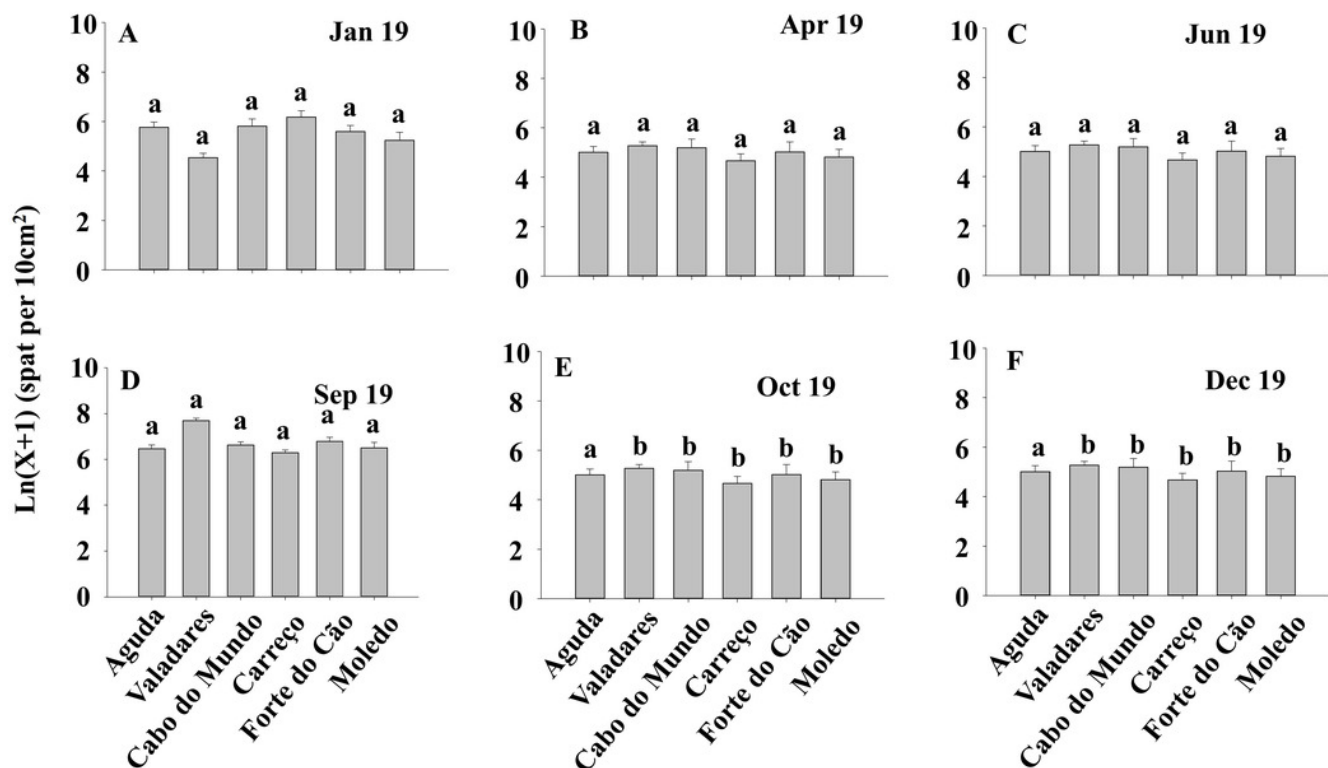 Ln(X+1) (spat per 10cm²)
A
Jan 19
10
8
6
4
2
0
a a a a a a
B
Apr 19
10
8
6
4
2
0
a a a a a a
C
Jun 19
10
8
6
4
2
0
a a a a a a
D
Sep 19
10
8
6
4
2
0
a a a a a a
Aguda
Valadares
Cabo do Mundo
Carreço
Forte do Cão
Moledo
E
Oct 19
10
8
6
4
2
0
a b b b b b
Aguda
Valadares
Cabo do Mundo
Carreço
Forte do Cão
Moledo
F
Dec 19
10
8
6
4
2
0
a b b b b b
Aguda
Valadares
Cabo do Mundo
Carreço
Forte do Cão
Moledo